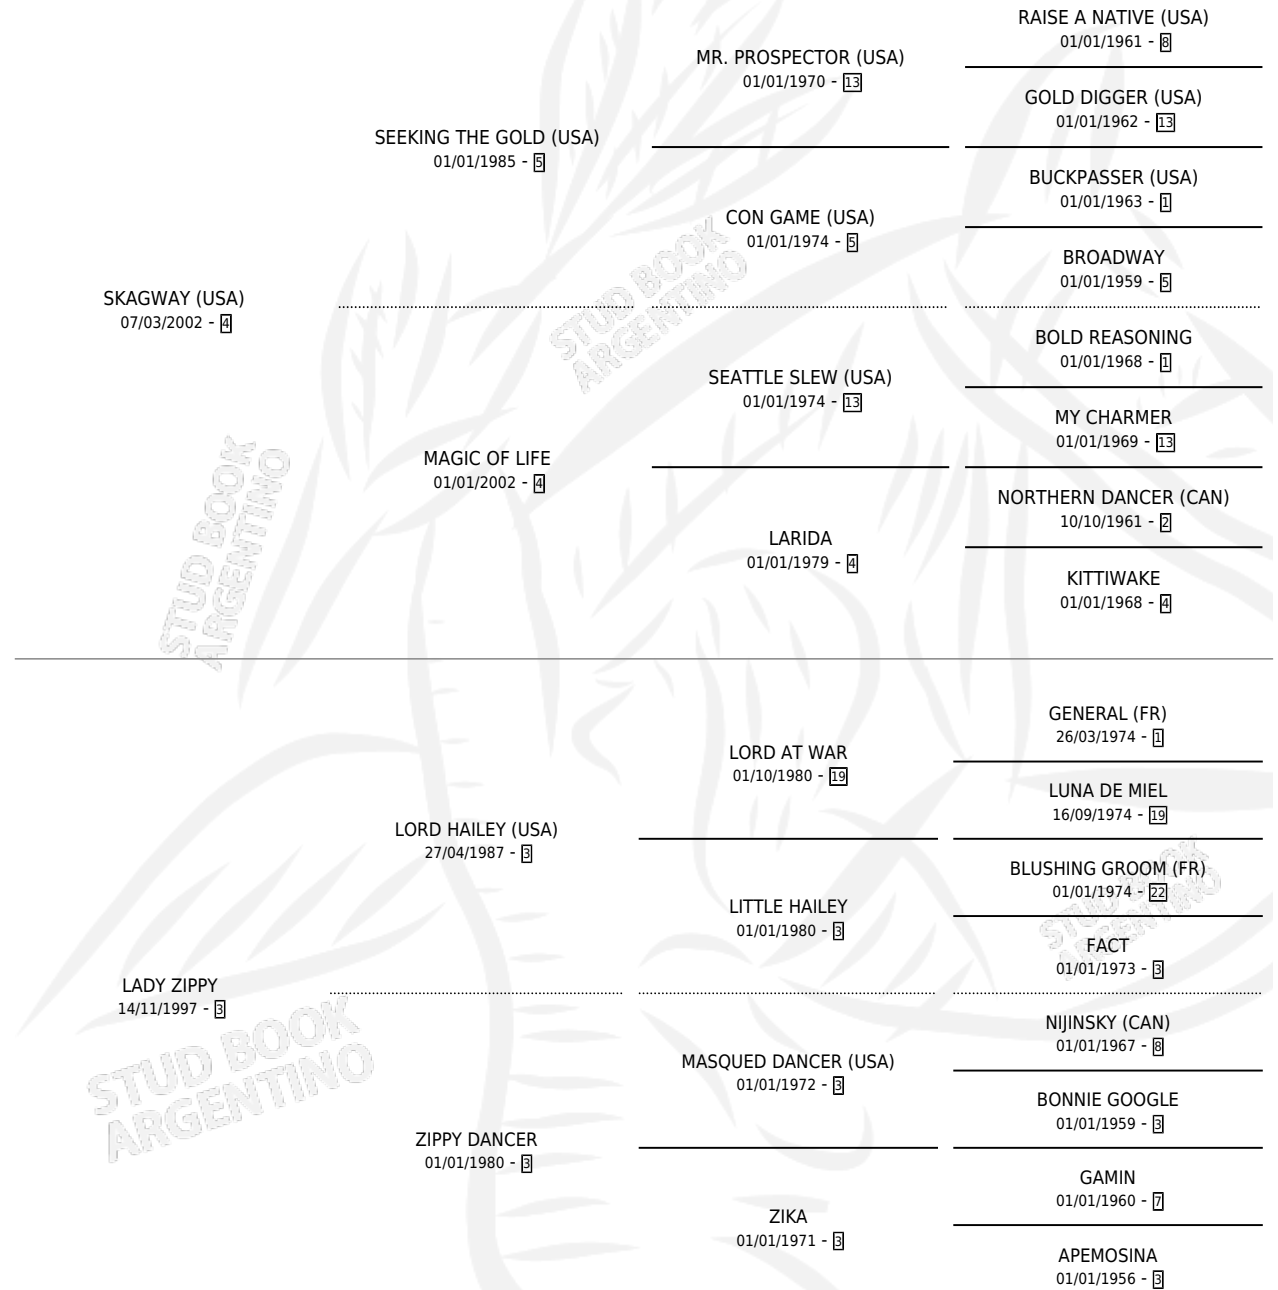 RAISE A NATIVE (USA)
01/01/1961 - 8
MR. PROSPECTOR (USA)
01/01/1970 - 13
GOLD DIGGER (USA)
01/01/1962 - 13
SEEKING THE GOLD (USA)
01/01/1985 - 5
BUCKPASSER (USA)
01/01/1963 - 1
CON GAME (USA)
01/01/1974 - 5
BROADWAY
01/01/1959 - 5
SKAGWAY (USA)
07/03/2002 - 4
BOLD REASONING
01/01/1968 - 1
SEATTLE SLEW (USA)
01/01/1974 - 13
MY CHARMER
01/01/1969 - 13
MAGIC OF LIFE
01/01/2002 - 4
NORTHERN DANCER (CAN)
10/10/1961 - 2
LARIDA
01/01/1979 - 4
KITTIWAKE
01/01/1968 - 4
GENERAL (FR)
26/03/1974 - 1
LORD AT WAR
01/10/1980 - 19
LUNA DE MIEL
16/09/1974 - 19
LORD HAILEY (USA)
27/04/1987 - 3
BLUSHING GROOM (FR)
01/01/1974 - 22
LITTLE HAILEY
01/01/1980 - 3
FACT
01/01/1973 - 3
LADY ZIPPY
14/11/1997 - 3
NIJINSKY (CAN)
01/01/1967 - 8
MASQUED DANCER (USA)
01/01/1972 - 3
BONNIE GOOGLE
01/01/1959 - 3
ZIPPY DANCER
01/01/1980 - 3
GAMIN
01/01/1960 - 7
ZIKA
01/01/1971 - 3
APEMOSINA
01/01/1956 - 3
STUD BOOK
ARGENTINO
STUD BOOK
ARGENTINO
STUD BOOK
ARGENTINO
STUD BOOK
ARGENTINO